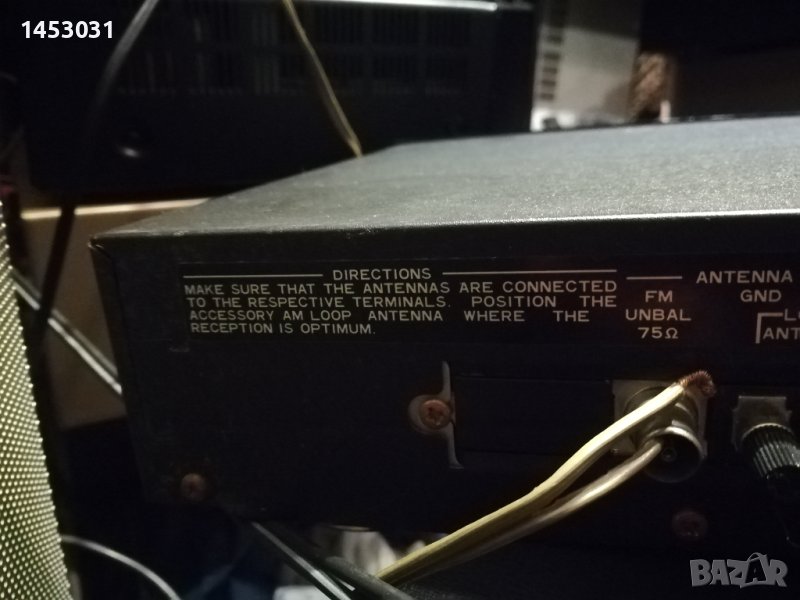 1453031
DIRECTIONS
MAKE SURE THAT THE ANTENNAS ARE CONNECTED
TO THE RESPECTIVE TERMINALS. POSITION THE
ACCESSORY AM LOOP ANTENNA WHERE THE
RECEPTION IS OPTIMUM.
ANTENNA
FM
UNBAL
75Ω
GND
ANT
BAZAR